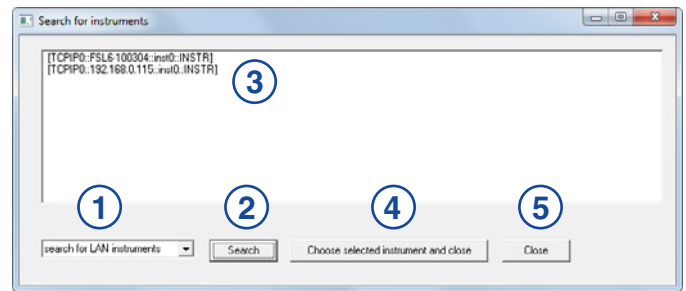 Search for instruments
[TCPIP0::FSL6-100304::inst0::INSTR]
[TCPIP0::192.168.0.115::inst0::INSTR]
3
1
2
4
5
search for LAN instruments
Search
Choose selected instrument and close
Close